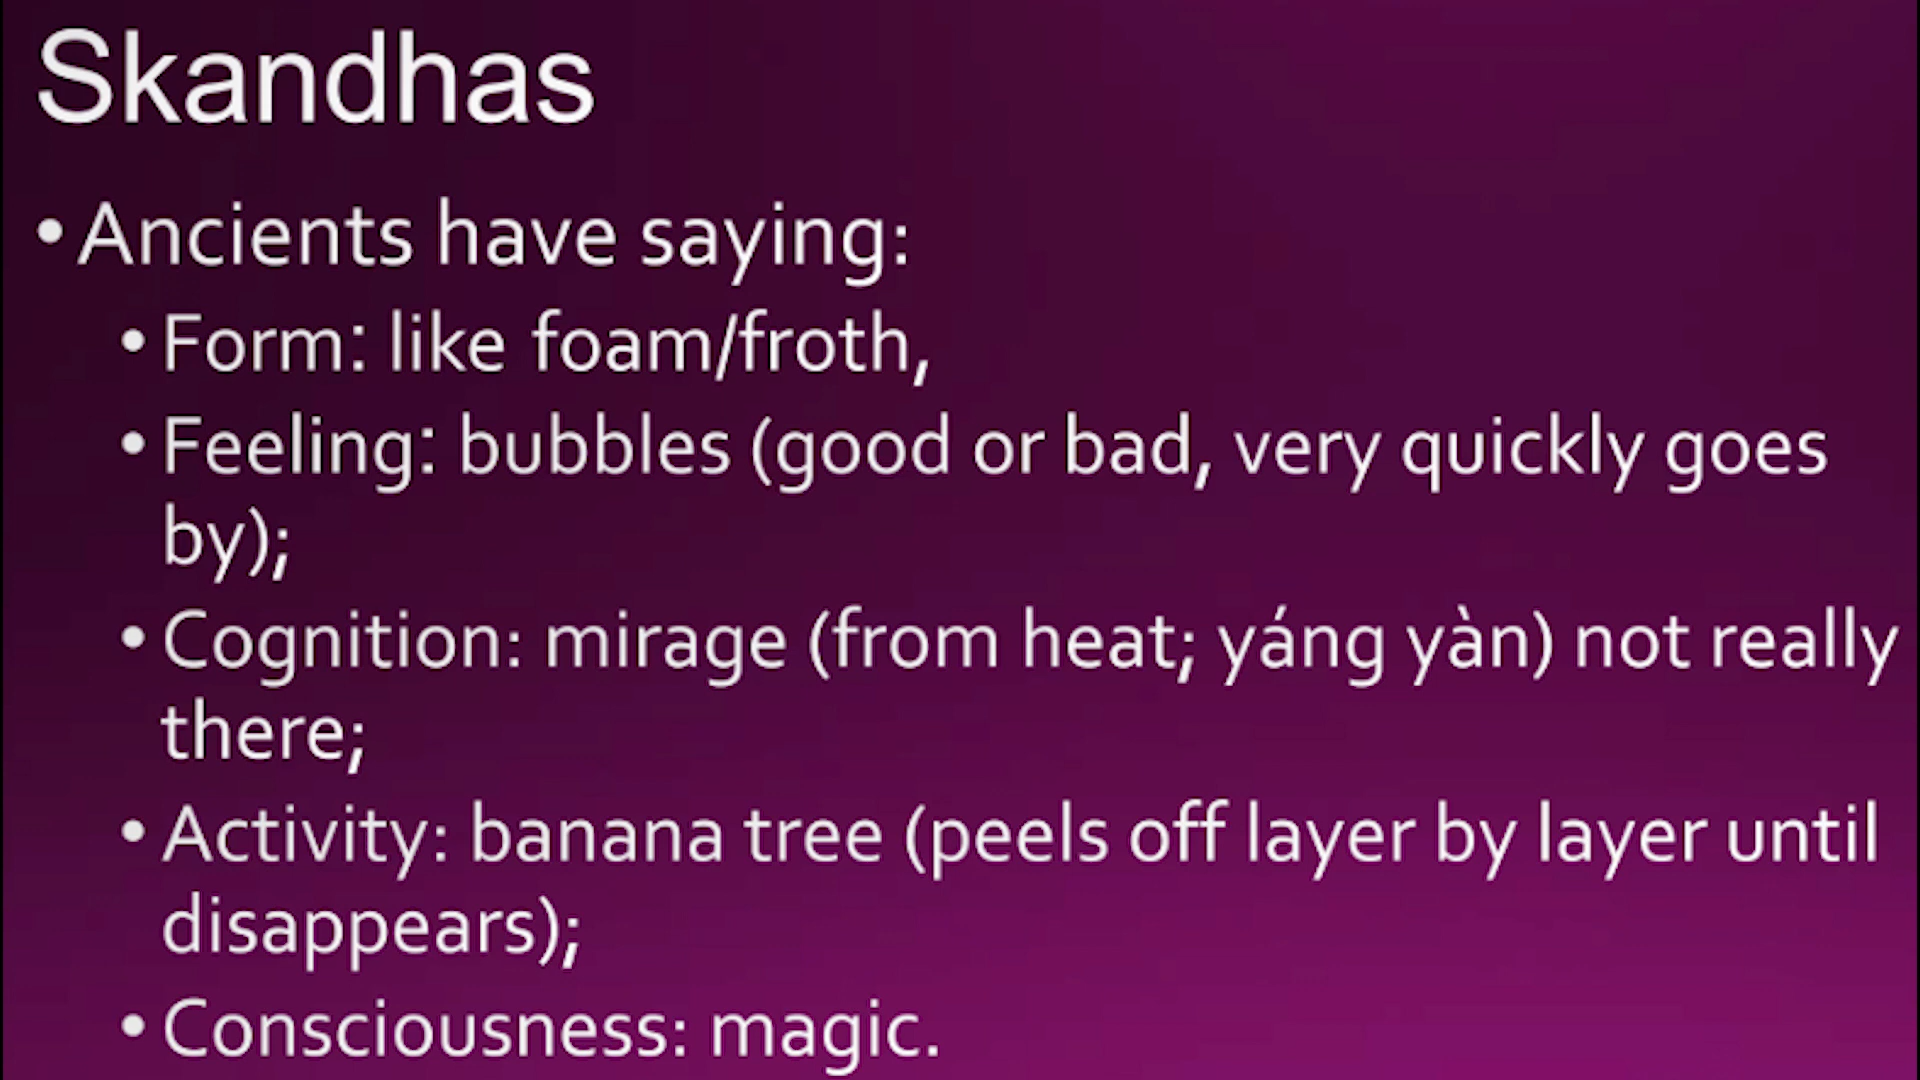 Skandhas
• Ancients have saying:
• Form: like foam/froth,
• Feeling: bubbles (good or bad, very quickly goes
by);
• Cognition: mirage (from heat; yáng yàn) not really
there;
• Activity: banana tree (peels off layer by layer until
disappears);
• Consciousness: magic.